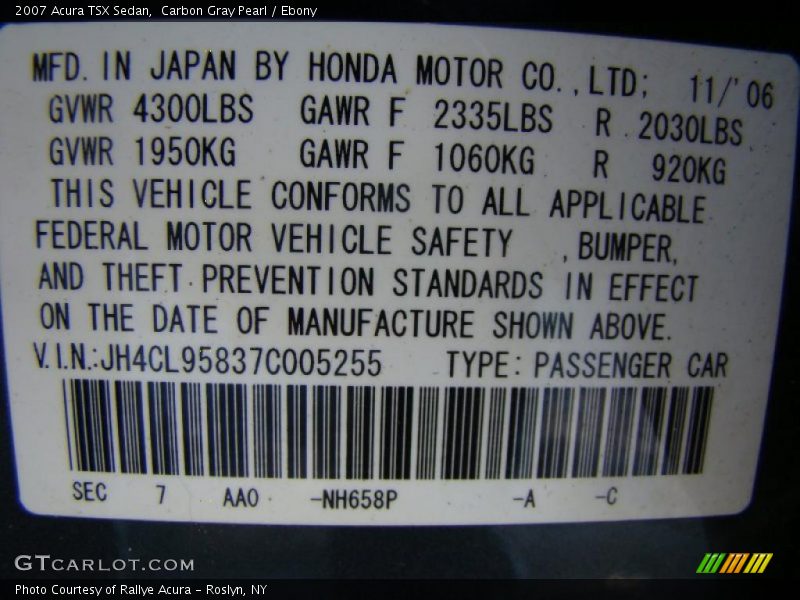 2007 Acura TSX Sedan,  Carbon Gray Pearl / Ebony
MFD. IN JAPAN BY HONDA MOTOR CO., LTD; 11/'06
GVWR 4300LBS GAWR F 2335LBS R 2030LBS
GVWR 1950KG GAWR F 1060KG R 920KG
THIS VEHICLE CONFORMS TO ALL APPLICABLE
FEDERAL MOTOR VEHICLE SAFETY , BUMPER,
AND THEFT PREVENTION STANDARDS IN EFFECT
ON THE DATE OF MANUFACTURE SHOWN ABOVE.
V.I.N.:JH4CL95837C005255 TYPE: PASSENGER CAR
SEC 7 AAO -NH658P -A -C
GTCARLOT.COM
Photo Courtesy of Rallye Acura – Roslyn, NY